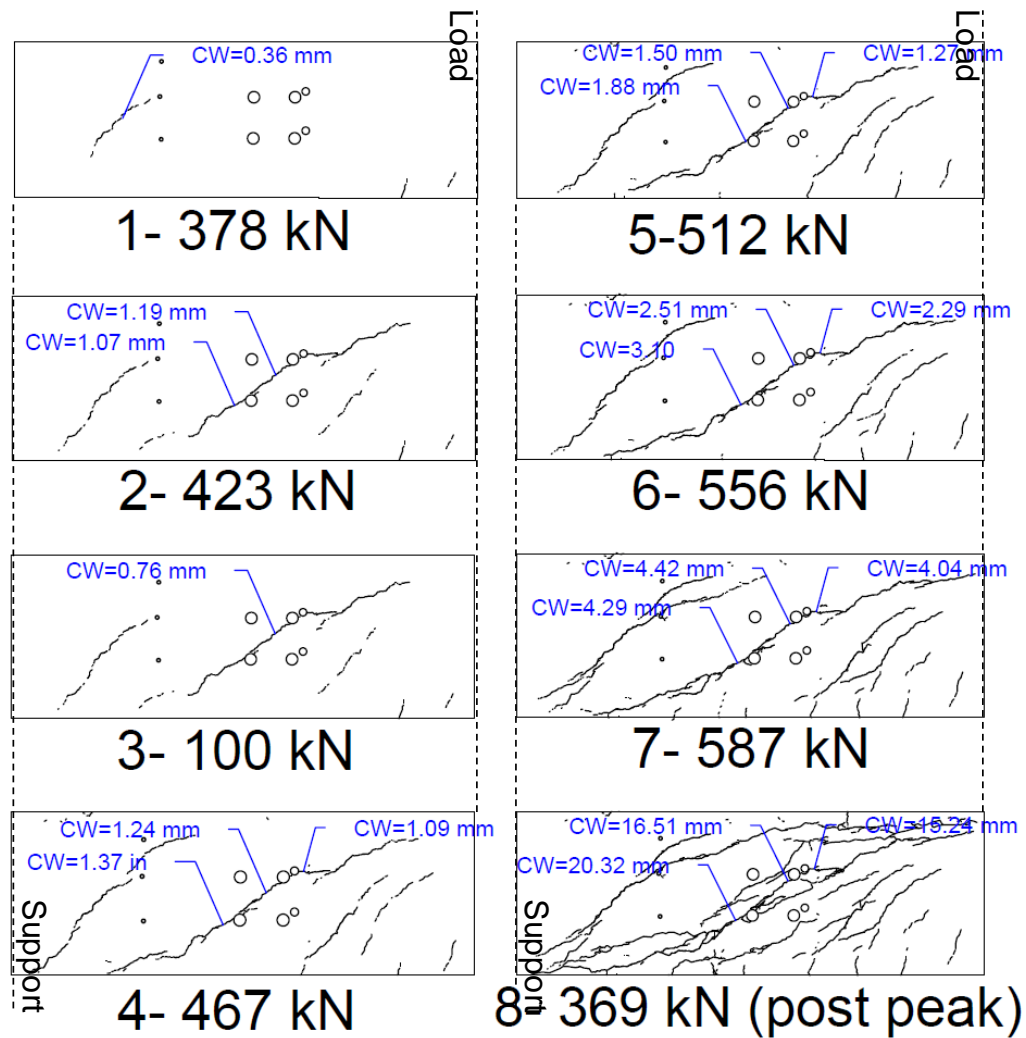 Load
CW=0.36 mm
1- 378 kN
CW=1.19 mm
CW=1.07 mm
2- 423 kN
CW=0.76 mm
3- 100 kN
CW=1.24 mm
CW=1.09 mm
CW=1.37 in
Support
4- 467 kN
Load
CW=1.50 mm
CW=1.27 mm
CW=1.88 mm
5-512 kN
CW=2.51 mm
CW=2.29 mm
CW=3.10
6- 556 kN
CW=4.42 mm
CW=4.04 mm
CW=4.29 mm
7- 587 kN
CW=16.51 mm
CW=15.24 mm
CW=20.32 mm
Support
8- 369 kN (post peak)